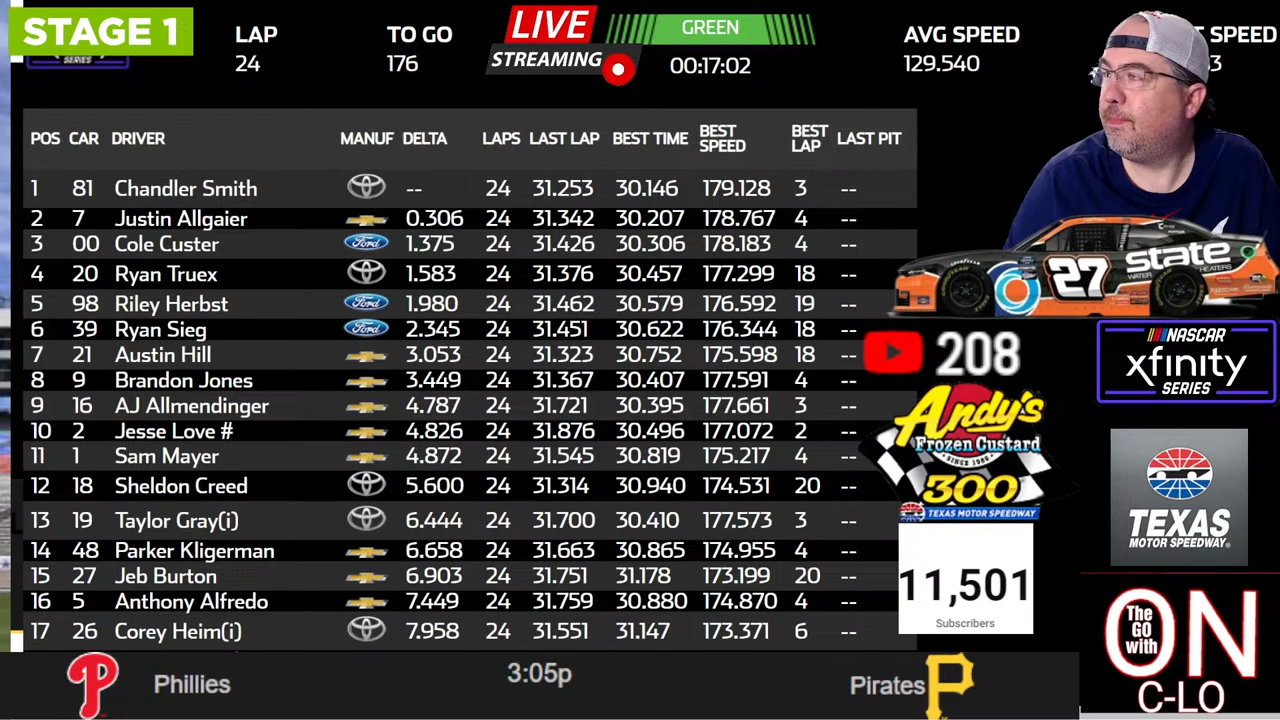 STAGE 1
LAP
24
TO GO
176
LIVE
STREAMING
GREEN
00:17:02
AVG SPEED
129.540
T SPEED
3
SERIES
POS CAR DRIVER MANUF DELTA LAPS LAST LAP BEST TIME BEST SPEED BEST LAP LAST PIT
1 81 Chandler Smith -- 24 31.253 30.146 179.128 3 --
2 7 Justin Allgaier 0.306 24 31.342 30.207 178.767 4 --
3 00 Cole Custer Ford 1.375 24 31.426 30.306 178.183 4 --
4 20 Ryan Truex 1.583 24 31.376 30.457 177.299 18 --
5 98 Riley Herbst Ford 1.980 24 31.462 30.579 176.592 19 --
6 39 Ryan Sieg Ford 2.345 24 31.451 30.622 176.344 18 --
7 21 Austin Hill 3.053 24 31.323 30.752 175.598 18 --
8 9 Brandon Jones 3.449 24 31.367 30.407 177.591 4 --
9 16 AJ Allmendinger 4.787 24 31.721 30.395 177.661 3 --
10 2 Jesse Love # 4.826 24 31.876 30.496 177.072 2 --
11 1 Sam Mayer 4.872 24 31.545 30.819 175.217 4 --
12 18 Sheldon Creed 5.600 24 31.314 30.940 174.531 20 --
13 19 Taylor Gray(i) 6.444 24 31.700 30.410 177.573 3 --
14 48 Parker Kligerman 6.658 24 31.663 30.865 174.955 4 --
15 27 Jeb Burton 6.903 24 31.751 31.178 173.199 20 --
16 5 Anthony Alfredo 7.449 24 31.759 30.880 174.870 4 --
17 26 Corey Heim(i) 7.958 24 31.551 31.147 173.371 6 --
27
state
WATER HEATERS
208
NASCAR
xfinity
SERIES
Andy's
Frozen Custard
SINCE 1986
300
TEXAS MOTOR SPEEDWAY
TEXAS
MOTOR SPEEDWAY
11,501
Subscribers
The
Go
with
ON
C-LO
P
Phillies
3:05p
Pirates
P